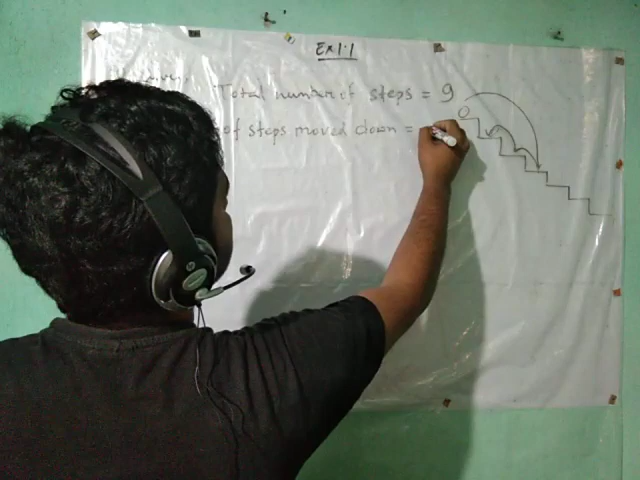 Ex 1.1
Total number of steps = 9
of steps moved down =